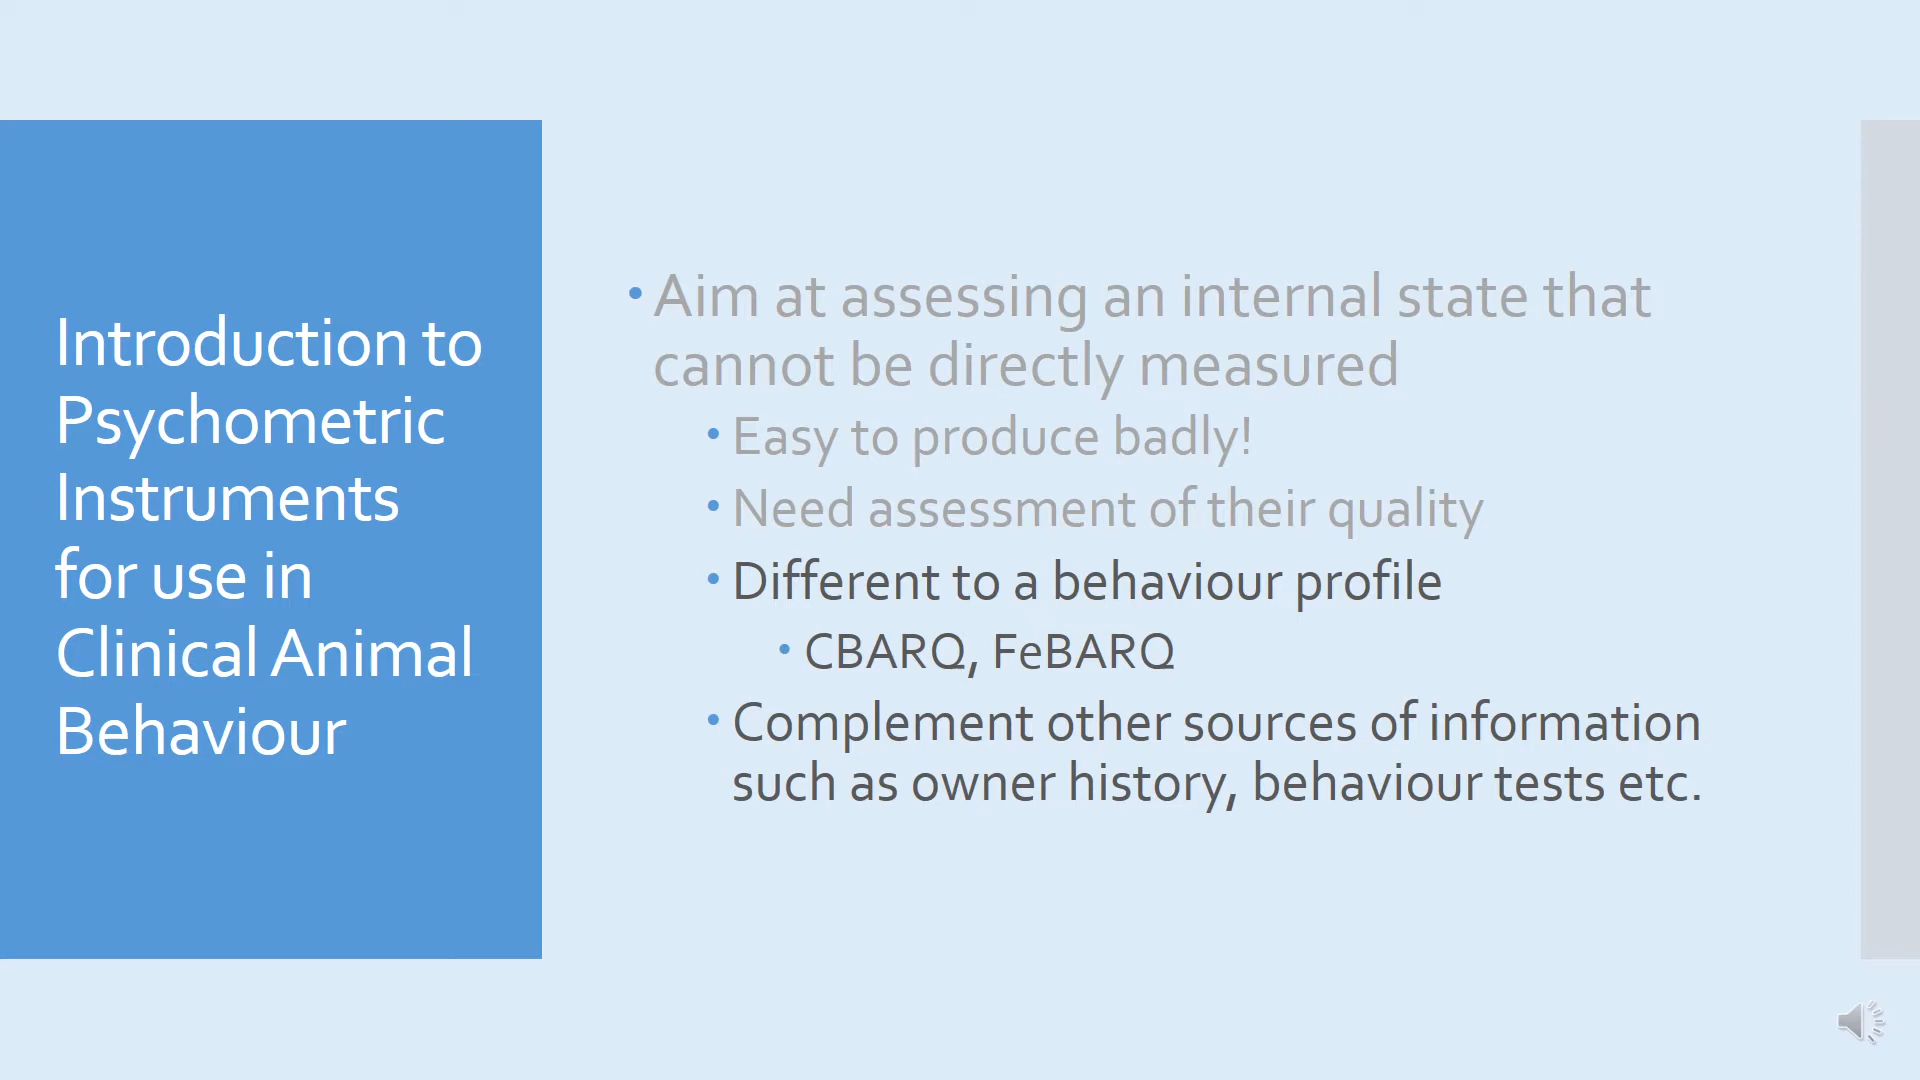 Introduction to
Psychometric
Instruments
for use in
Clinical Animal
Behaviour
• Aim at assessing an internal state that
cannot be directly measured
• Easy to produce badly!
• Need assessment of their quality
• Different to a behaviour profile
• CBARQ, FeBARQ
• Complement other sources of information
such as owner history, behaviour tests etc.